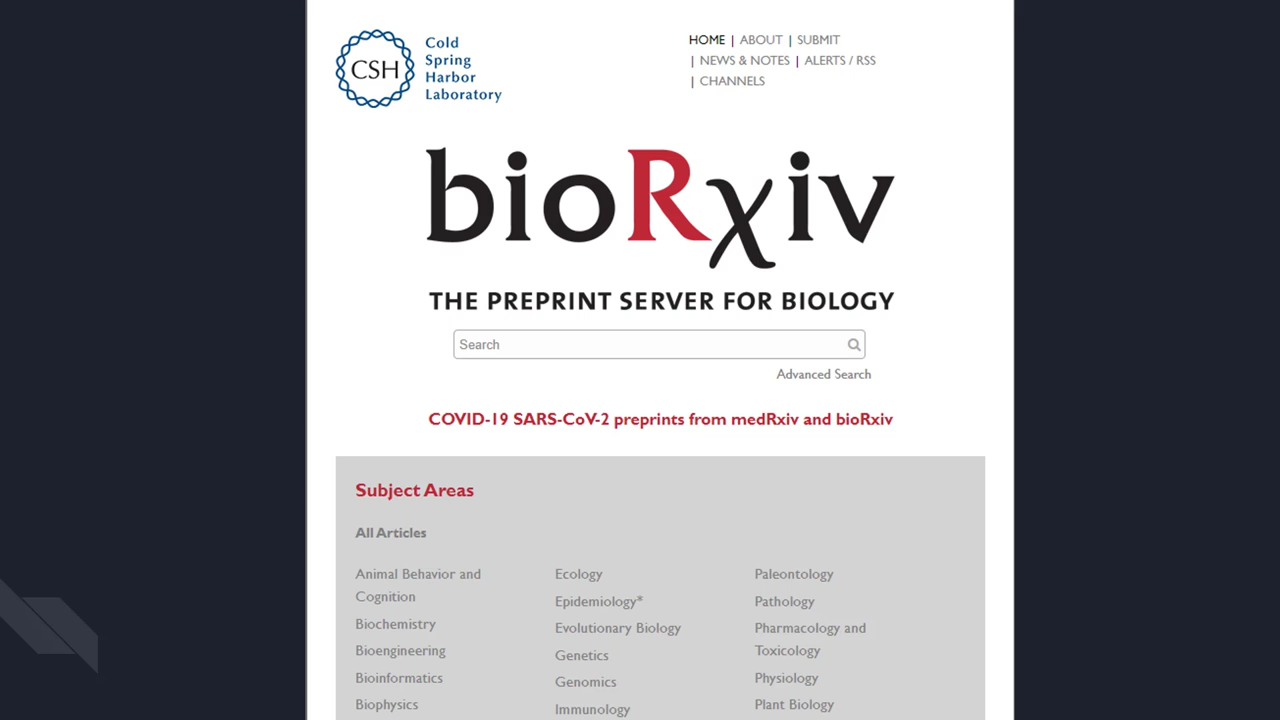 CSH
Cold
Spring
Harbor
Laboratory
HOME | ABOUT | SUBMIT
| NEWS & NOTES | ALERTS / RSS
| CHANNELS
bioRχiv
THE PREPRINT SERVER FOR BIOLOGY
Search
Advanced Search
COVID-19 SARS-CoV-2 preprints from medRxiv and bioRxiv
Subject Areas
All Articles
Animal Behavior and
Cognition
Biochemistry
Bioengineering
Bioinformatics
Biophysics
Ecology
Epidemiology*
Evolutionary Biology
Genetics
Genomics
Immunology
Paleontology
Pathology
Pharmacology and
Toxicology
Physiology
Plant Biology